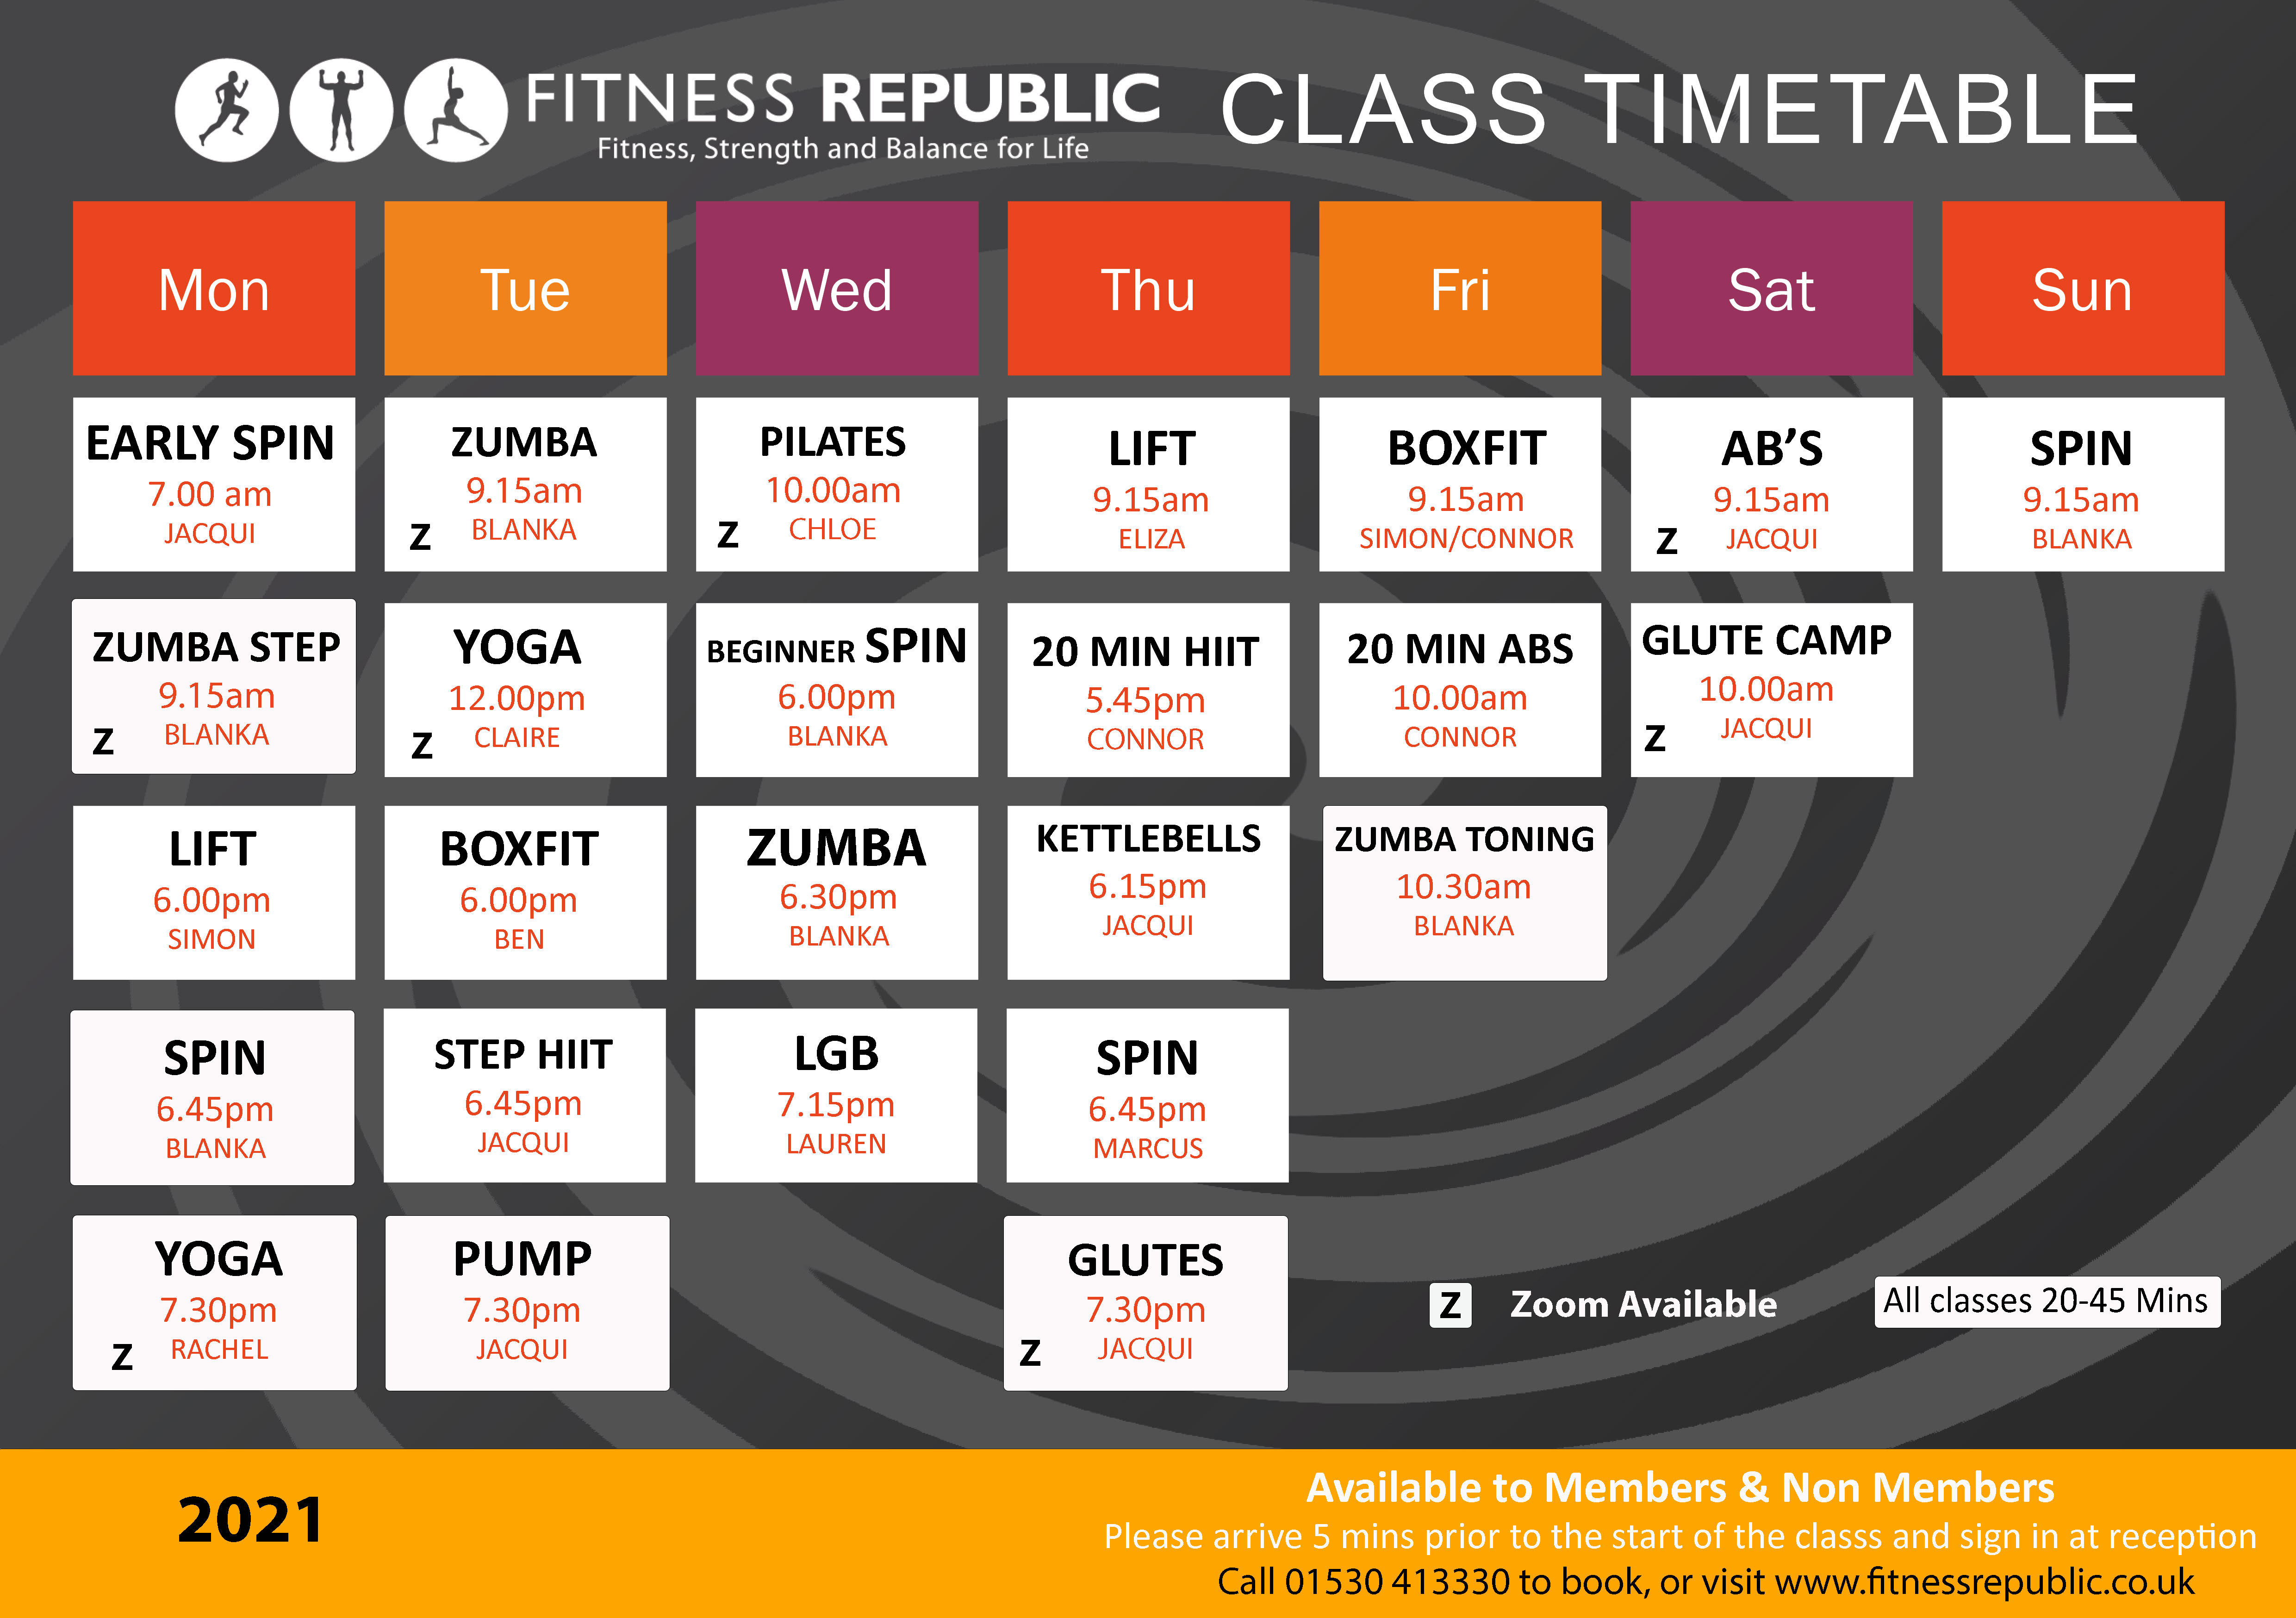 FITNESS REPUBLIC
Fitness, Strength and Balance for Life
CLASS TIMETABLE
Mon
Tue
Wed
Thu
Fri
Sat
Sun
EARLY SPIN
7.00 am
JACQUI
ZUMBA
9.15am
Z BLANKA
PILATES
10.00am
Z CHLOE
LIFT
9.15am
ELIZA
BOXFIT
9.15am
SIMON/CONNOR
AB’S
9.15am
Z JACQUI
SPIN
9.15am
BLANKA
ZUMBA STEP
9.15am
Z BLANKA
YOGA
12.00pm
Z CLAIRE
BEGINNER SPIN
6.00pm
BLANKA
20 MIN HIIT
5.45pm
CONNOR
20 MIN ABS
10.00am
CONNOR
GLUTE CAMP
10.00am
Z JACQUI
LIFT
6.00pm
SIMON
BOXFIT
6.00pm
BEN
ZUMBA
6.30pm
BLANKA
KETTLEBELLS
6.15pm
JACQUI
ZUMBA TONING
10.30am
BLANKA
SPIN
6.45pm
BLANKA
STEP HIIT
6.45pm
JACQUI
LGB
7.15pm
LAUREN
SPIN
6.45pm
MARCUS
YOGA
7.30pm
Z RACHEL
PUMP
7.30pm
JACQUI
GLUTES
7.30pm
Z JACQUI
Z Zoom Available
All classes 20-45 Mins
2021
Available to Members & Non Members
Please arrive 5 mins prior to the start of the classs and sign in at reception
Call 01530 413330 to book, or visit www.fitnessrepublic.co.uk